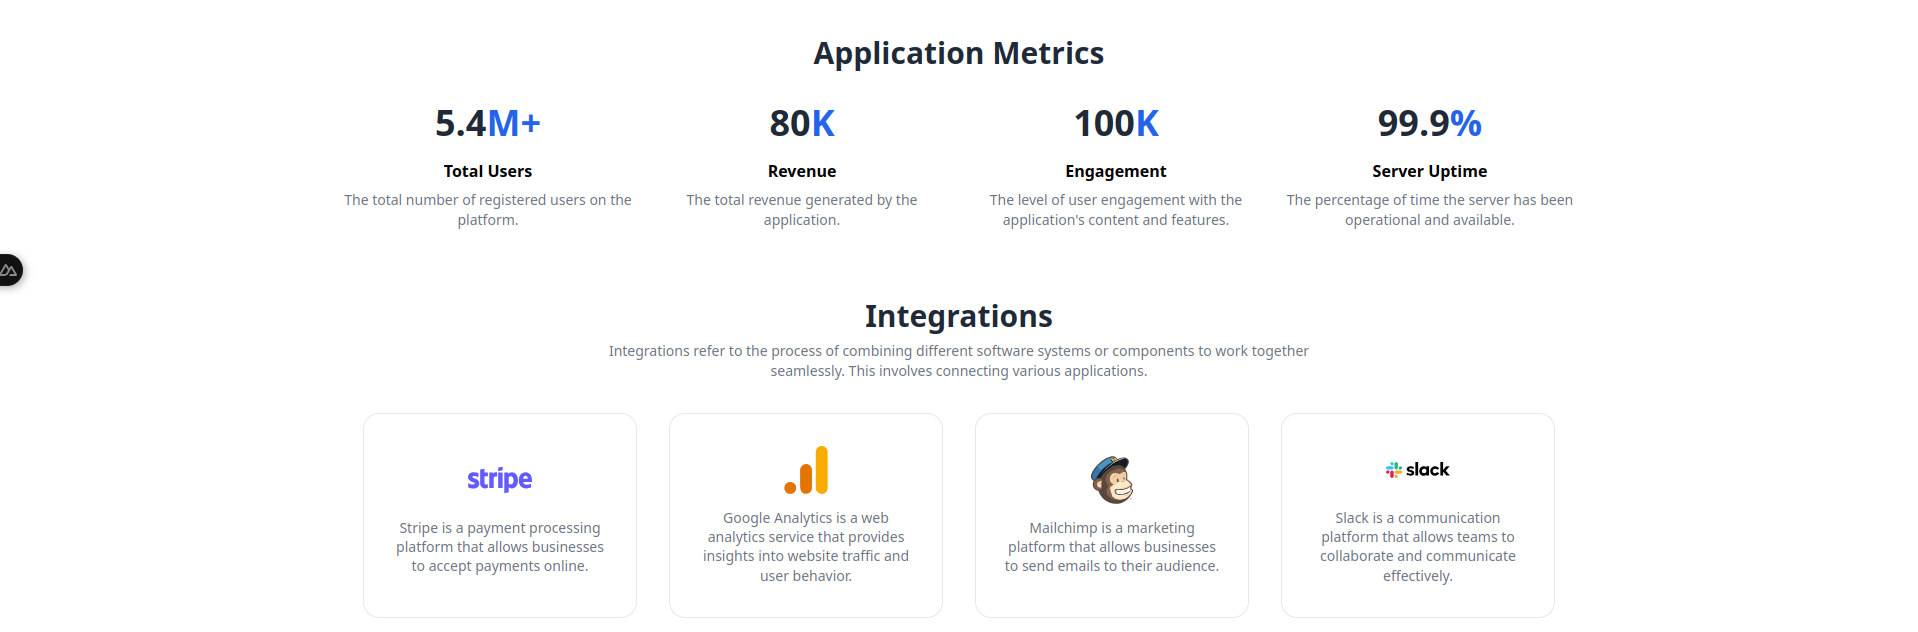 Application Metrics
5.4M+
80K
100K
99.9%
Total Users
Revenue
Engagement
Server Uptime
The total number of registered users on the
platform.
The total revenue generated by the
application.
The level of user engagement with the
application's content and features.
The percentage of time the server has been
operational and available.
Integrations
Integrations refer to the process of combining different software systems or components to work together
seamlessly. This involves connecting various applications.
stripe
Stripe is a payment processing
platform that allows businesses
to accept payments online.
Google Analytics is a web
analytics service that provides
insights into website traffic and
user behavior.
Mailchimp is a marketing
platform that allows businesses
to send emails to their audience.
slack
Slack is a communication
platform that allows teams to
collaborate and communicate
effectively.